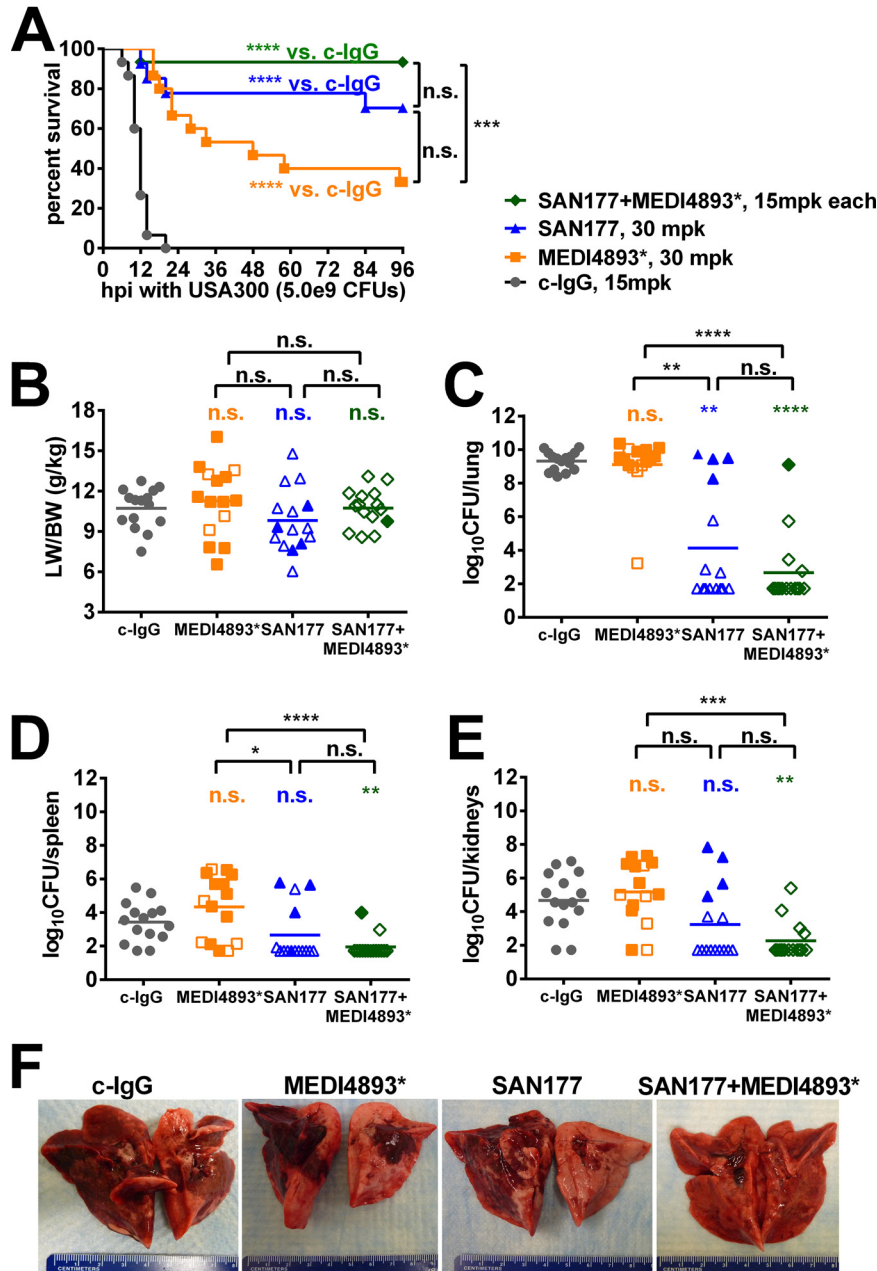 A
100
80
60
40
20
0
percent survival
**** vs. c-IgG
**** vs. c-IgG
**** vs. c-IgG
n.s.
n.s.
***
0 12 24 36 48 60 72 84 96
hpi with USA300 (5.0e9 CFUs)
SAN177+MEDI4893*, 15mpk each
SAN177, 30 mpk
MEDI4893*, 30 mpk
c-IgG, 15mpk
B
n.s.
n.s. n.s.
n.s. n.s. n.s.
18
15
12
9
6
3
LW/BW (g/kg)
c-IgG MEDI4893* SAN177 SAN177+
MEDI4893*
C
****
** n.s.
n.s. ** ****
12
10
8
6
4
2
0
log10CFU/lung
c-IgG MEDI4893* SAN177 SAN177+
MEDI4893*
D
****
* n.s.
n.s. n.s. **
12
10
8
6
4
2
0
log10CFU/spleen
c-IgG MEDI4893* SAN177 SAN177+
MEDI4893*
E
***
n.s. n.s.
n.s. n.s. **
12
10
8
6
4
2
0
log10CFU/kidneys
c-IgG MEDI4893* SAN177 SAN177+
MEDI4893*
F
c-IgG MEDI4893* SAN177 SAN177+MEDI4893*
CENTIMETERS
CENTIMETERS
CENTIMETERS
CENTIMETERS